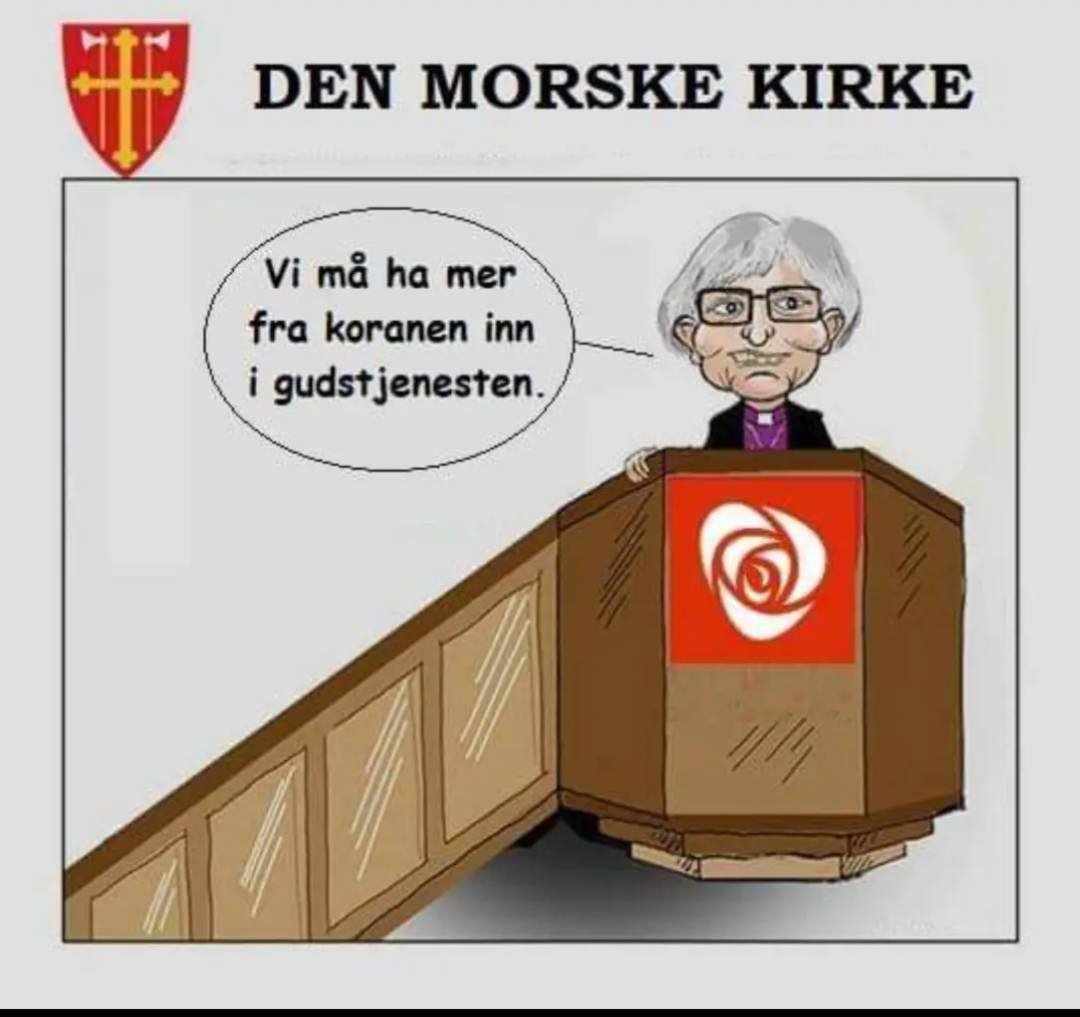 DEN MORSKE KIRKE
Vi må ha mer
fra koranen inn
i gudstjenesten.